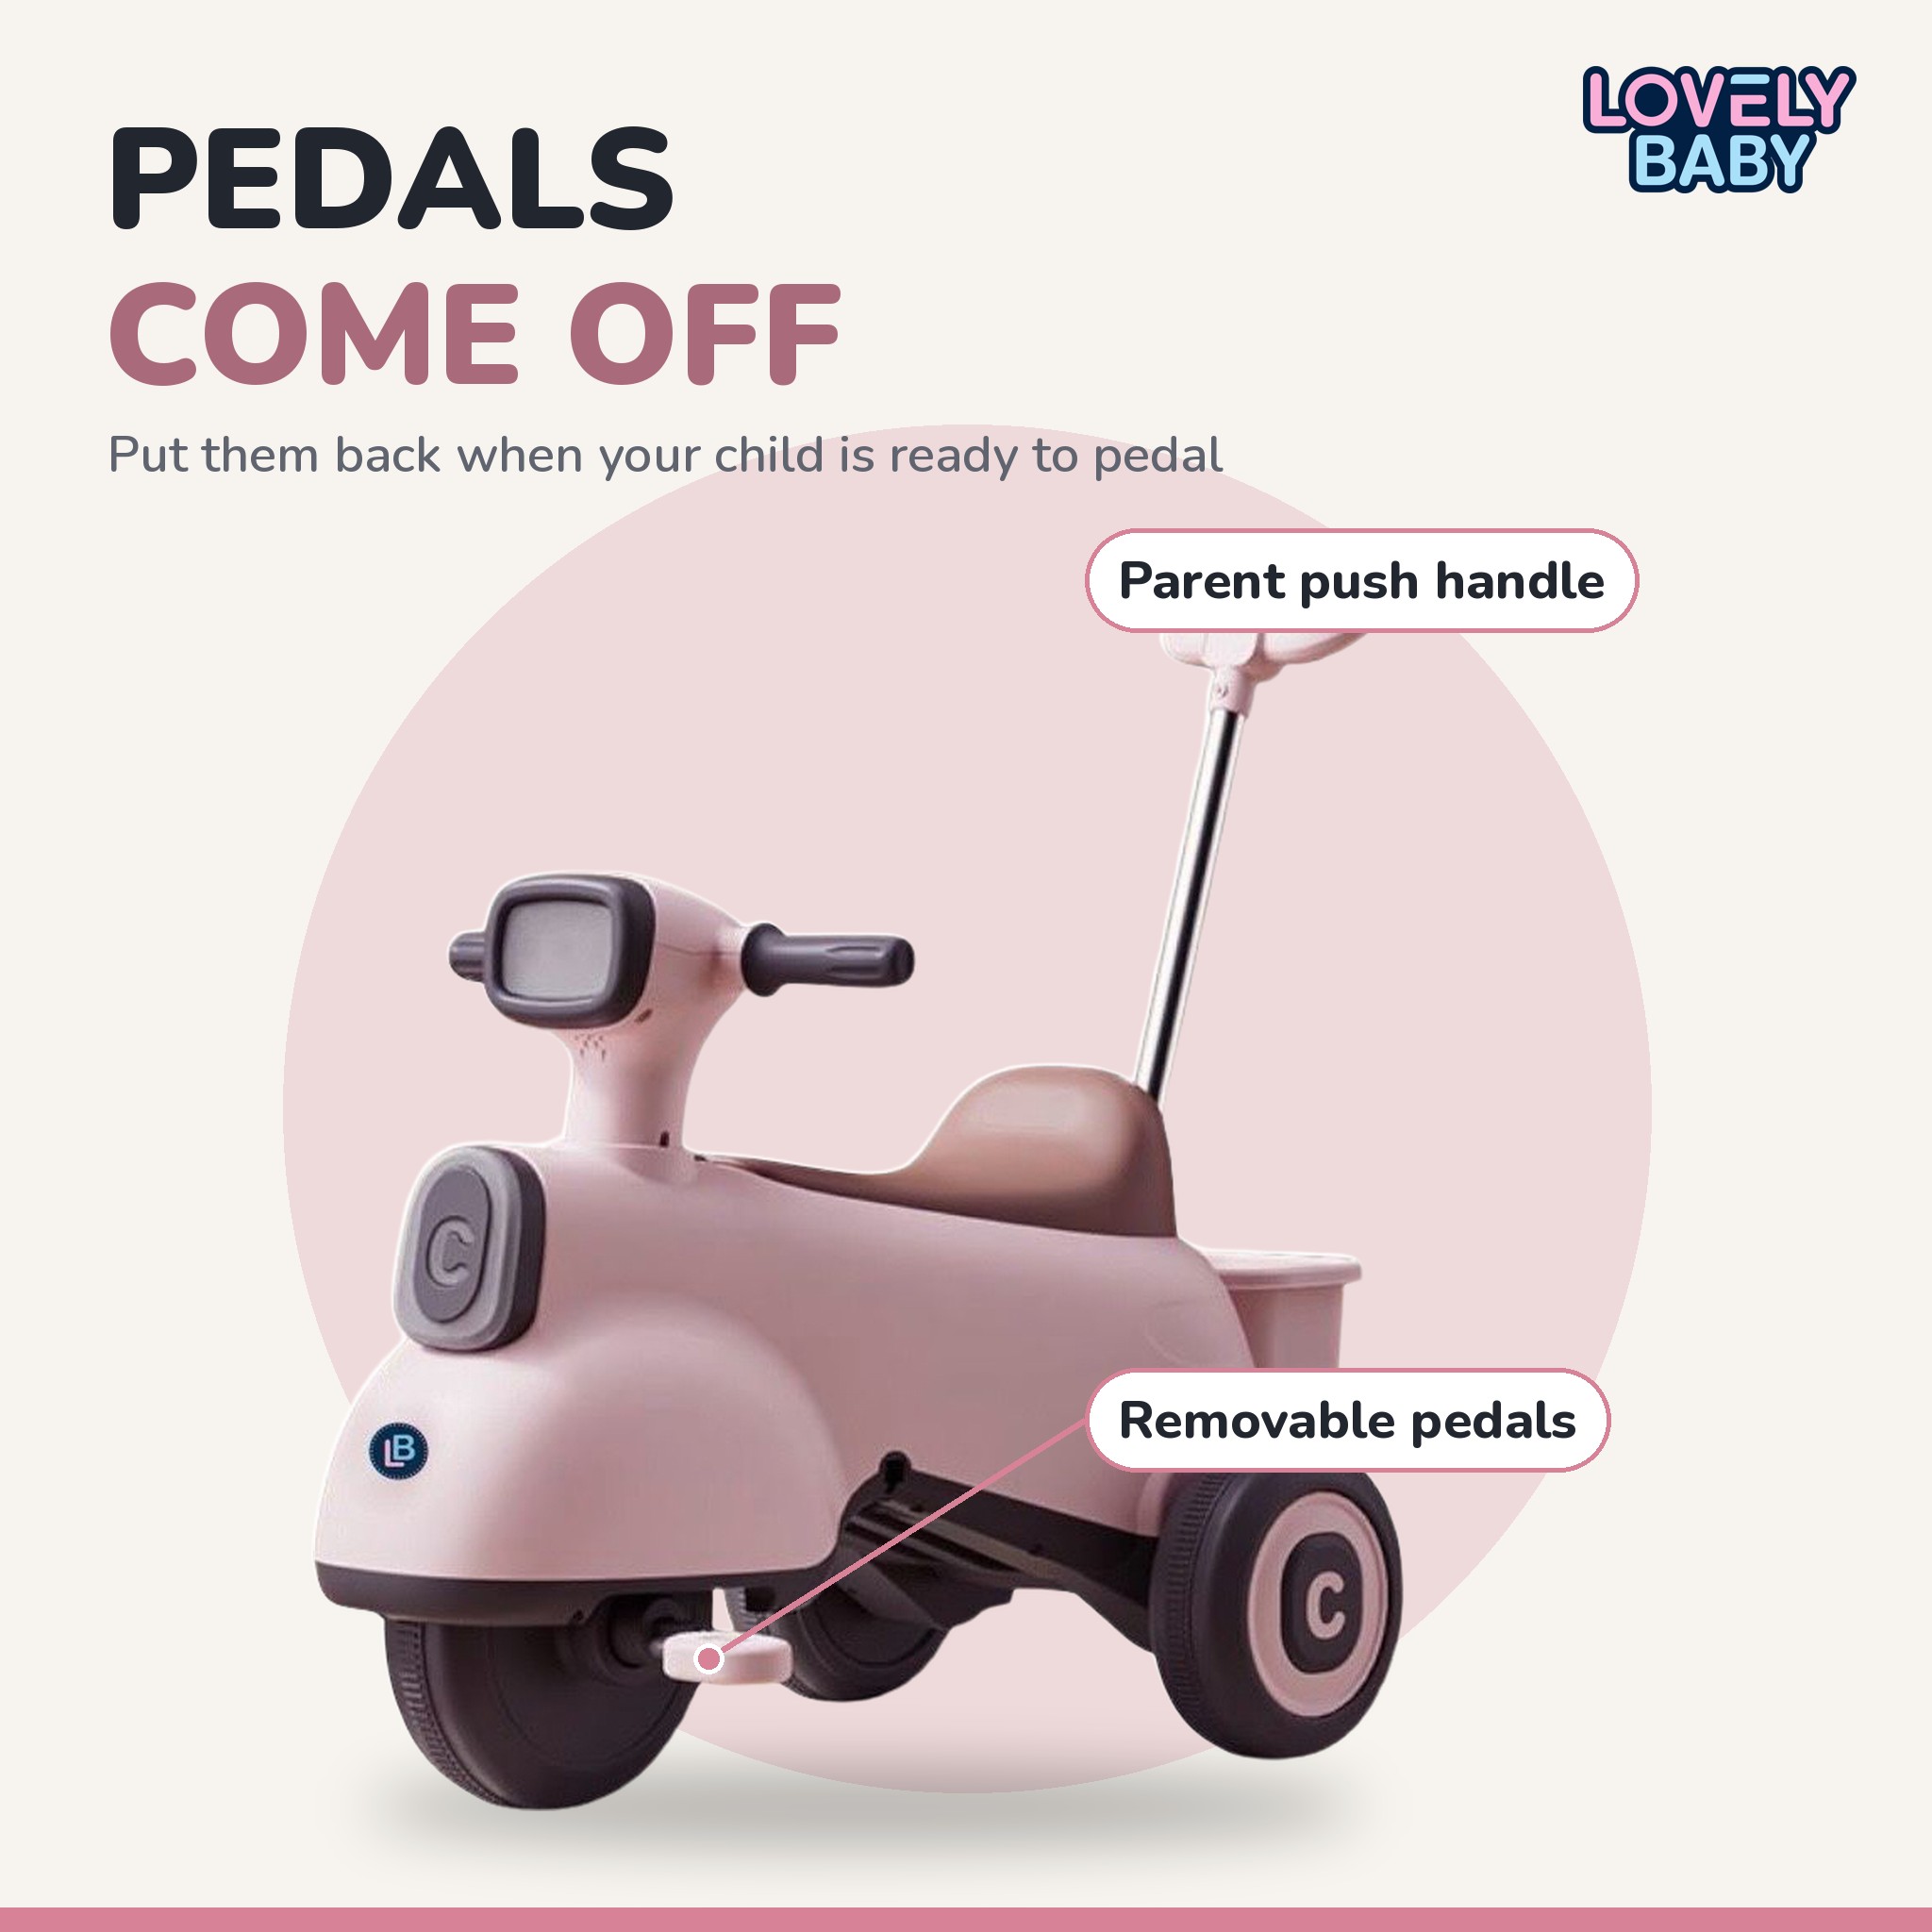 LOVELY
BABY
PEDALS
COME OFF
Put them back when your child is ready to pedal
Parent push handle
C
Removable pedals
LB
C